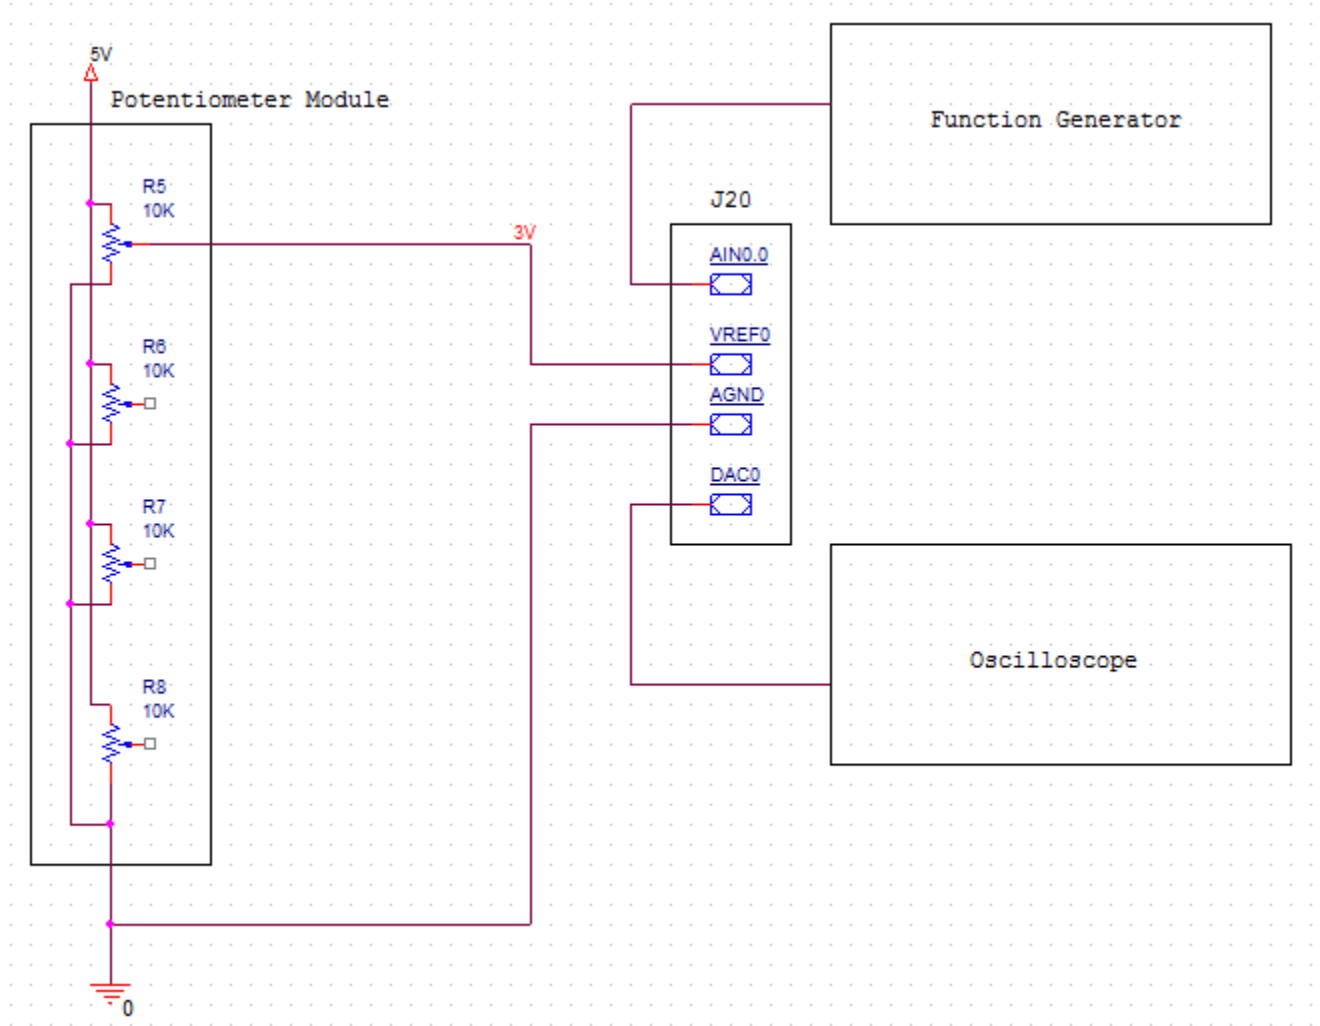 5V
Potentiometer Module
R5
10K
3V
R6
10K
R7
10K
R8
10K
0
J20
AIN0.0
VREF0
AGND
DAC0
Function Generator
Oscilloscope